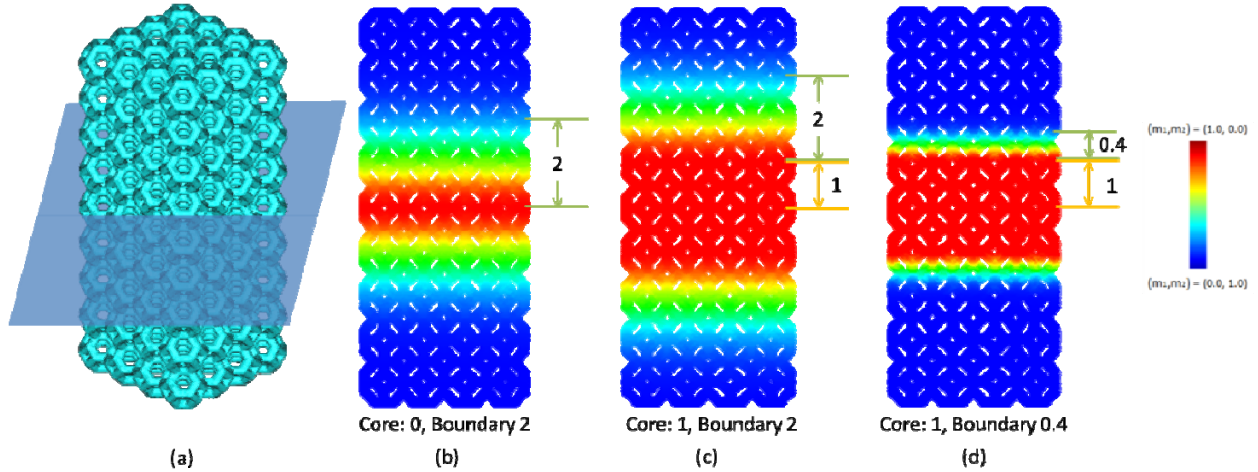 2
2
1
0.4
1
(m₁,m₂) = (1.0, 0.0)
(m₁,m₂) = (0.0, 1.0)
Core: 0, Boundary 2
Core: 1, Boundary 2
Core: 1, Boundary 0.4
(a)
(b)
(c)
(d)